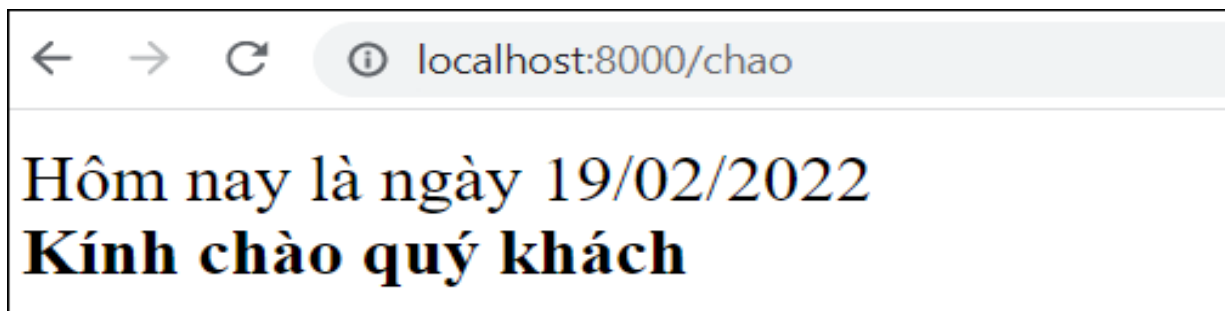 localhost:8000/chao
Hôm nay là ngày 19/02/2022
Kính chào quý khách